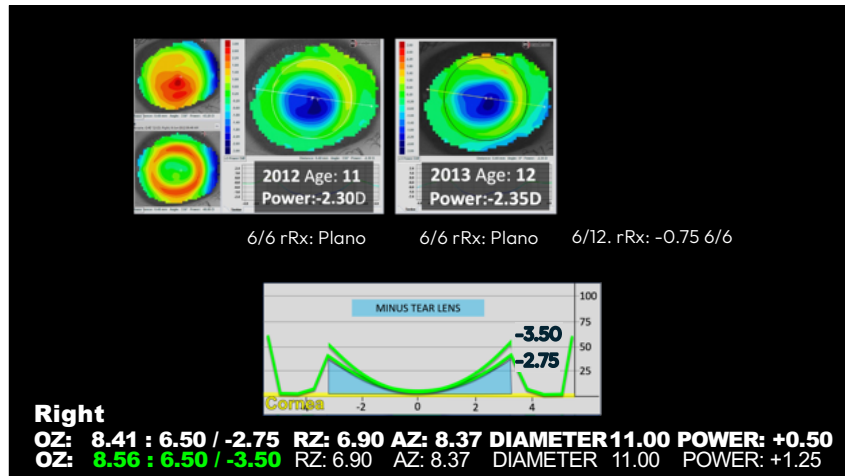 2012 Age: 11
Power:-2.30D
2013 Age: 12
Power:-2.35D
6/6 rRx: Plano
6/6 rRx: Plano
6/12. rRx: -0.75 6/6
MINUS TEAR LENS
100
75
50
25
-3.50
-2.75
Cornea
-2 0 2 4
Right
OZ: 8.41 : 6.50 / -2.75 RZ: 6.90 AZ: 8.37 DIAMETER 11.00 POWER: +0.50
OZ: 8.56 : 6.50 / -3.50 RZ: 6.90 AZ: 8.37 DIAMETER 11.00 POWER: +1.25